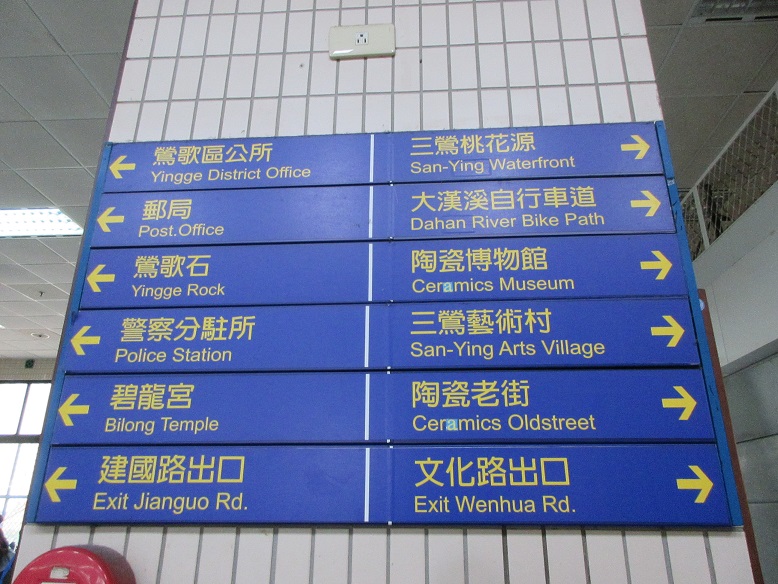 鶯歌區公所
Yingge District Office
郵局
Post.Office
鶯歌石
Yingge Rock
警察分駐所
Police Station
碧龍宮
Bilong Temple
建國路出口
Exit Jianguo Rd.
三鶯桃花源
San-Ying Waterfront
大漢溪自行車道
Dahan River Bike Path
陶瓷博物館
Ceramics Museum
三鶯藝術村
San-Ying Arts Village
陶瓷老街
Ceramics Oldstreet
文化路出口
Exit Wenhua Rd.